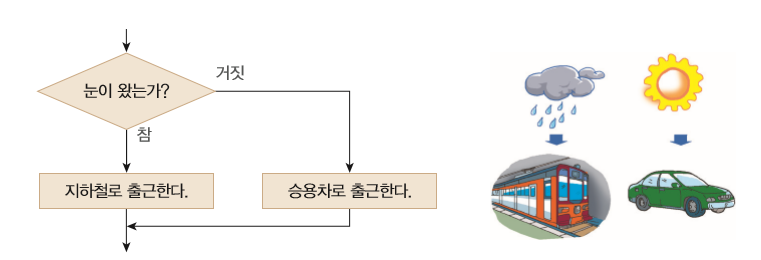 거짓
눈이 왔는가?
참
지하철로 출근한다.
승용차로 출근한다.